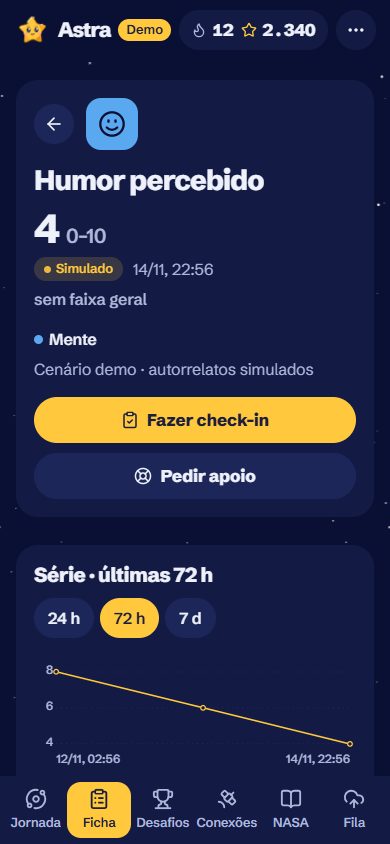 Astra Demo 12 2.340
Humor percebido
4 0–10
Simulado 14/11, 22:56
sem faixa geral
Mente
Cenário demo · autorrelatos simulados
Fazer check-in
Pedir apoio
Série · últimas 72 h
24 h 72 h 7 d
8
6
4
12/11, 02:56 14/11, 22:56
Jornada Ficha Desafios Conexões NASA Fila